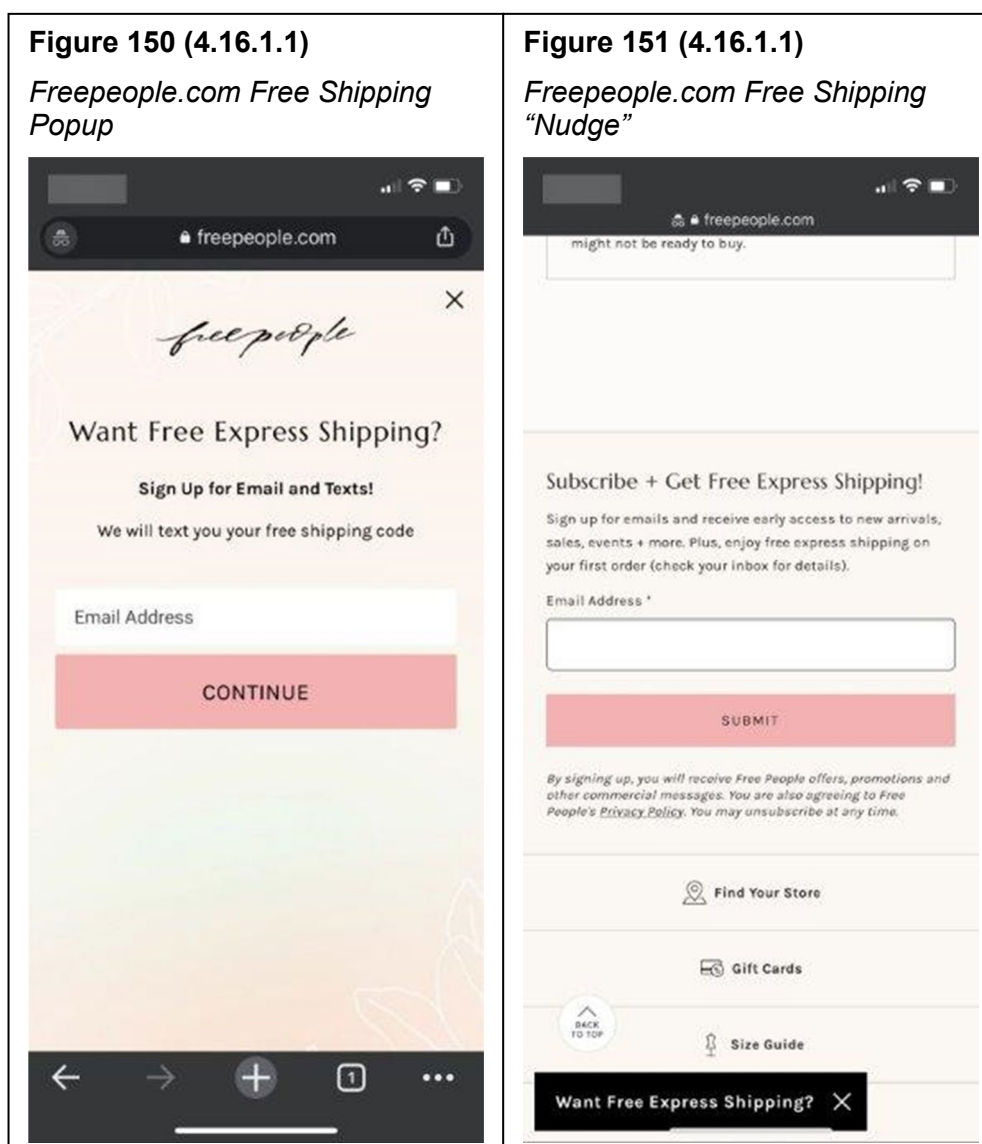 Figure 150 (4.16.1.1)
Freepeople.com Free Shipping
Popup
freepeople.com
freepeople
Want Free Express Shipping?
Sign Up for Email and Texts!
We will text you your free shipping code
Email Address
CONTINUE
1
Figure 151 (4.16.1.1)
Freepeople.com Free Shipping
“Nudge”
freepeople.com
might not be ready to buy.
Subscribe + Get Free Express Shipping!
Sign up for emails and receive early access to new arrivals,
sales, events + more. Plus, enjoy free express shipping on
your first order (check your inbox for details).
Email Address *
SUBMIT
By signing up, you will receive Free People offers, promotions and
other commercial messages. You are also agreeing to Free
People's Privacy Policy. You may unsubscribe at any time.
Find Your Store
Gift Cards
BACK
TO TOP
Size Guide
Want Free Express Shipping?